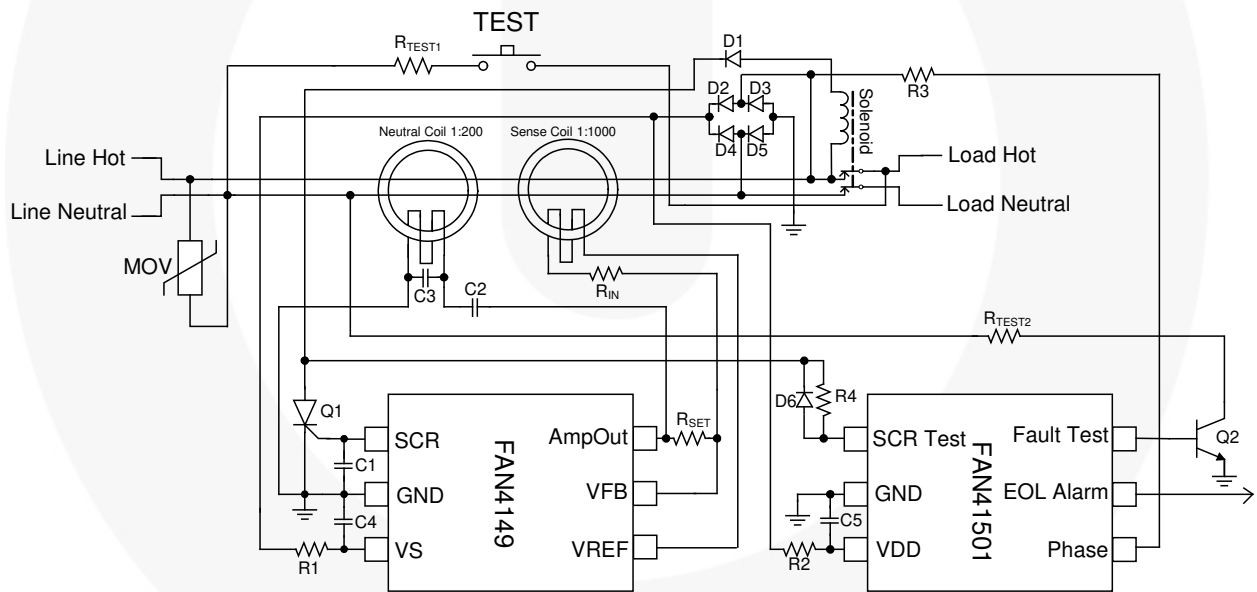 TEST
RTEST1
D1
D2
D3
R3
Solenoid
Neutral Coil 1:200
Sense Coil 1:1000
D4
D5
Line Hot
Load Hot
Line Neutral
Load Neutral
MOV
C3
C2
RIN
RTEST2
Q1
D6
R4
SCR
AmpOut
RSET
SCR Test
Fault Test
Q2
C1
FAN4149
GND
VFB
GND
FAN41501
EOL Alarm
C4
C5
VS
VREF
VDD
Phase
R1
R2